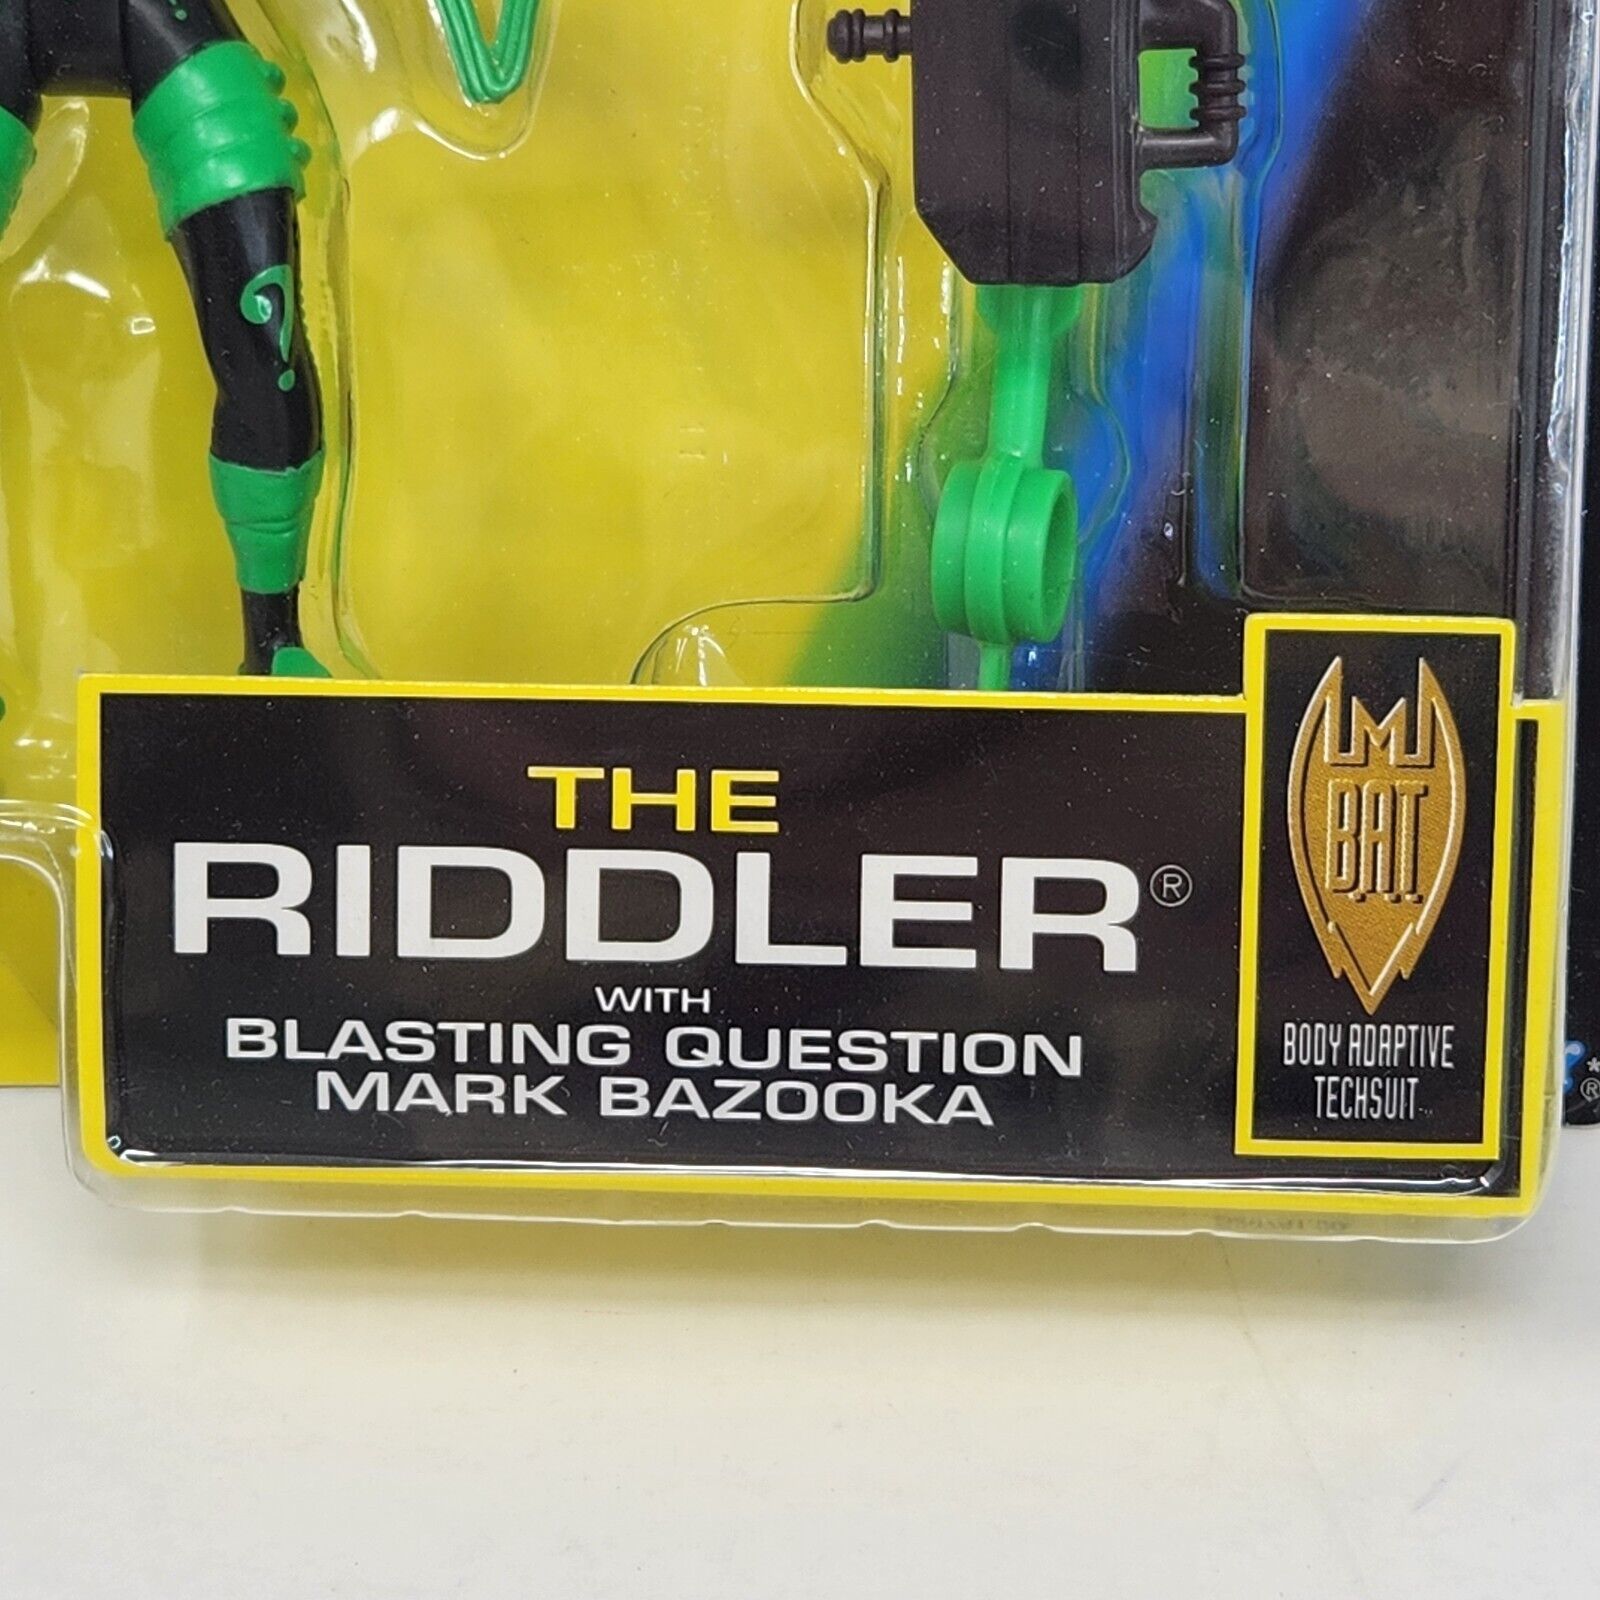 THE
RIDDLER®
WITH
BLASTING QUESTION
MARK BAZOOKA
B.A.T.
BODY ADAPTIVE
TECHSUIT
?
*
®